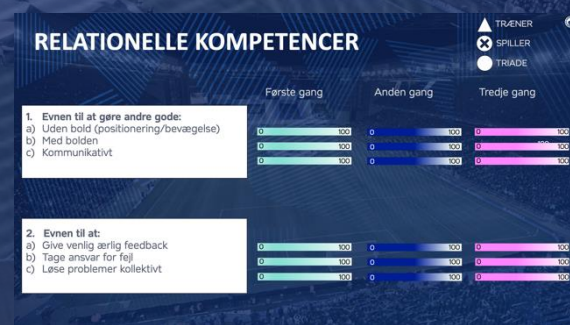 RELATIONELLE KOMPETENCER
TRÆNER
SPILLER
TRIADE
Første gang Anden gang Tredje gang
1. Evnen til at gøre andre gode:
a) Uden bold (positionering/bevægelse)
b) Med bolden
c) Kommunikativt
0 100 0 100 0 100
0 100 0 100 0 100
0 100 0 100 0 100
2. Evnen til at:
a) Give venlig ærlig feedback
b) Tage ansvar for fejl
c) Løse problemer kollektivt
0 100 0 100 0 100
0 100 0 100 0 100
0 100 0 100 0 100